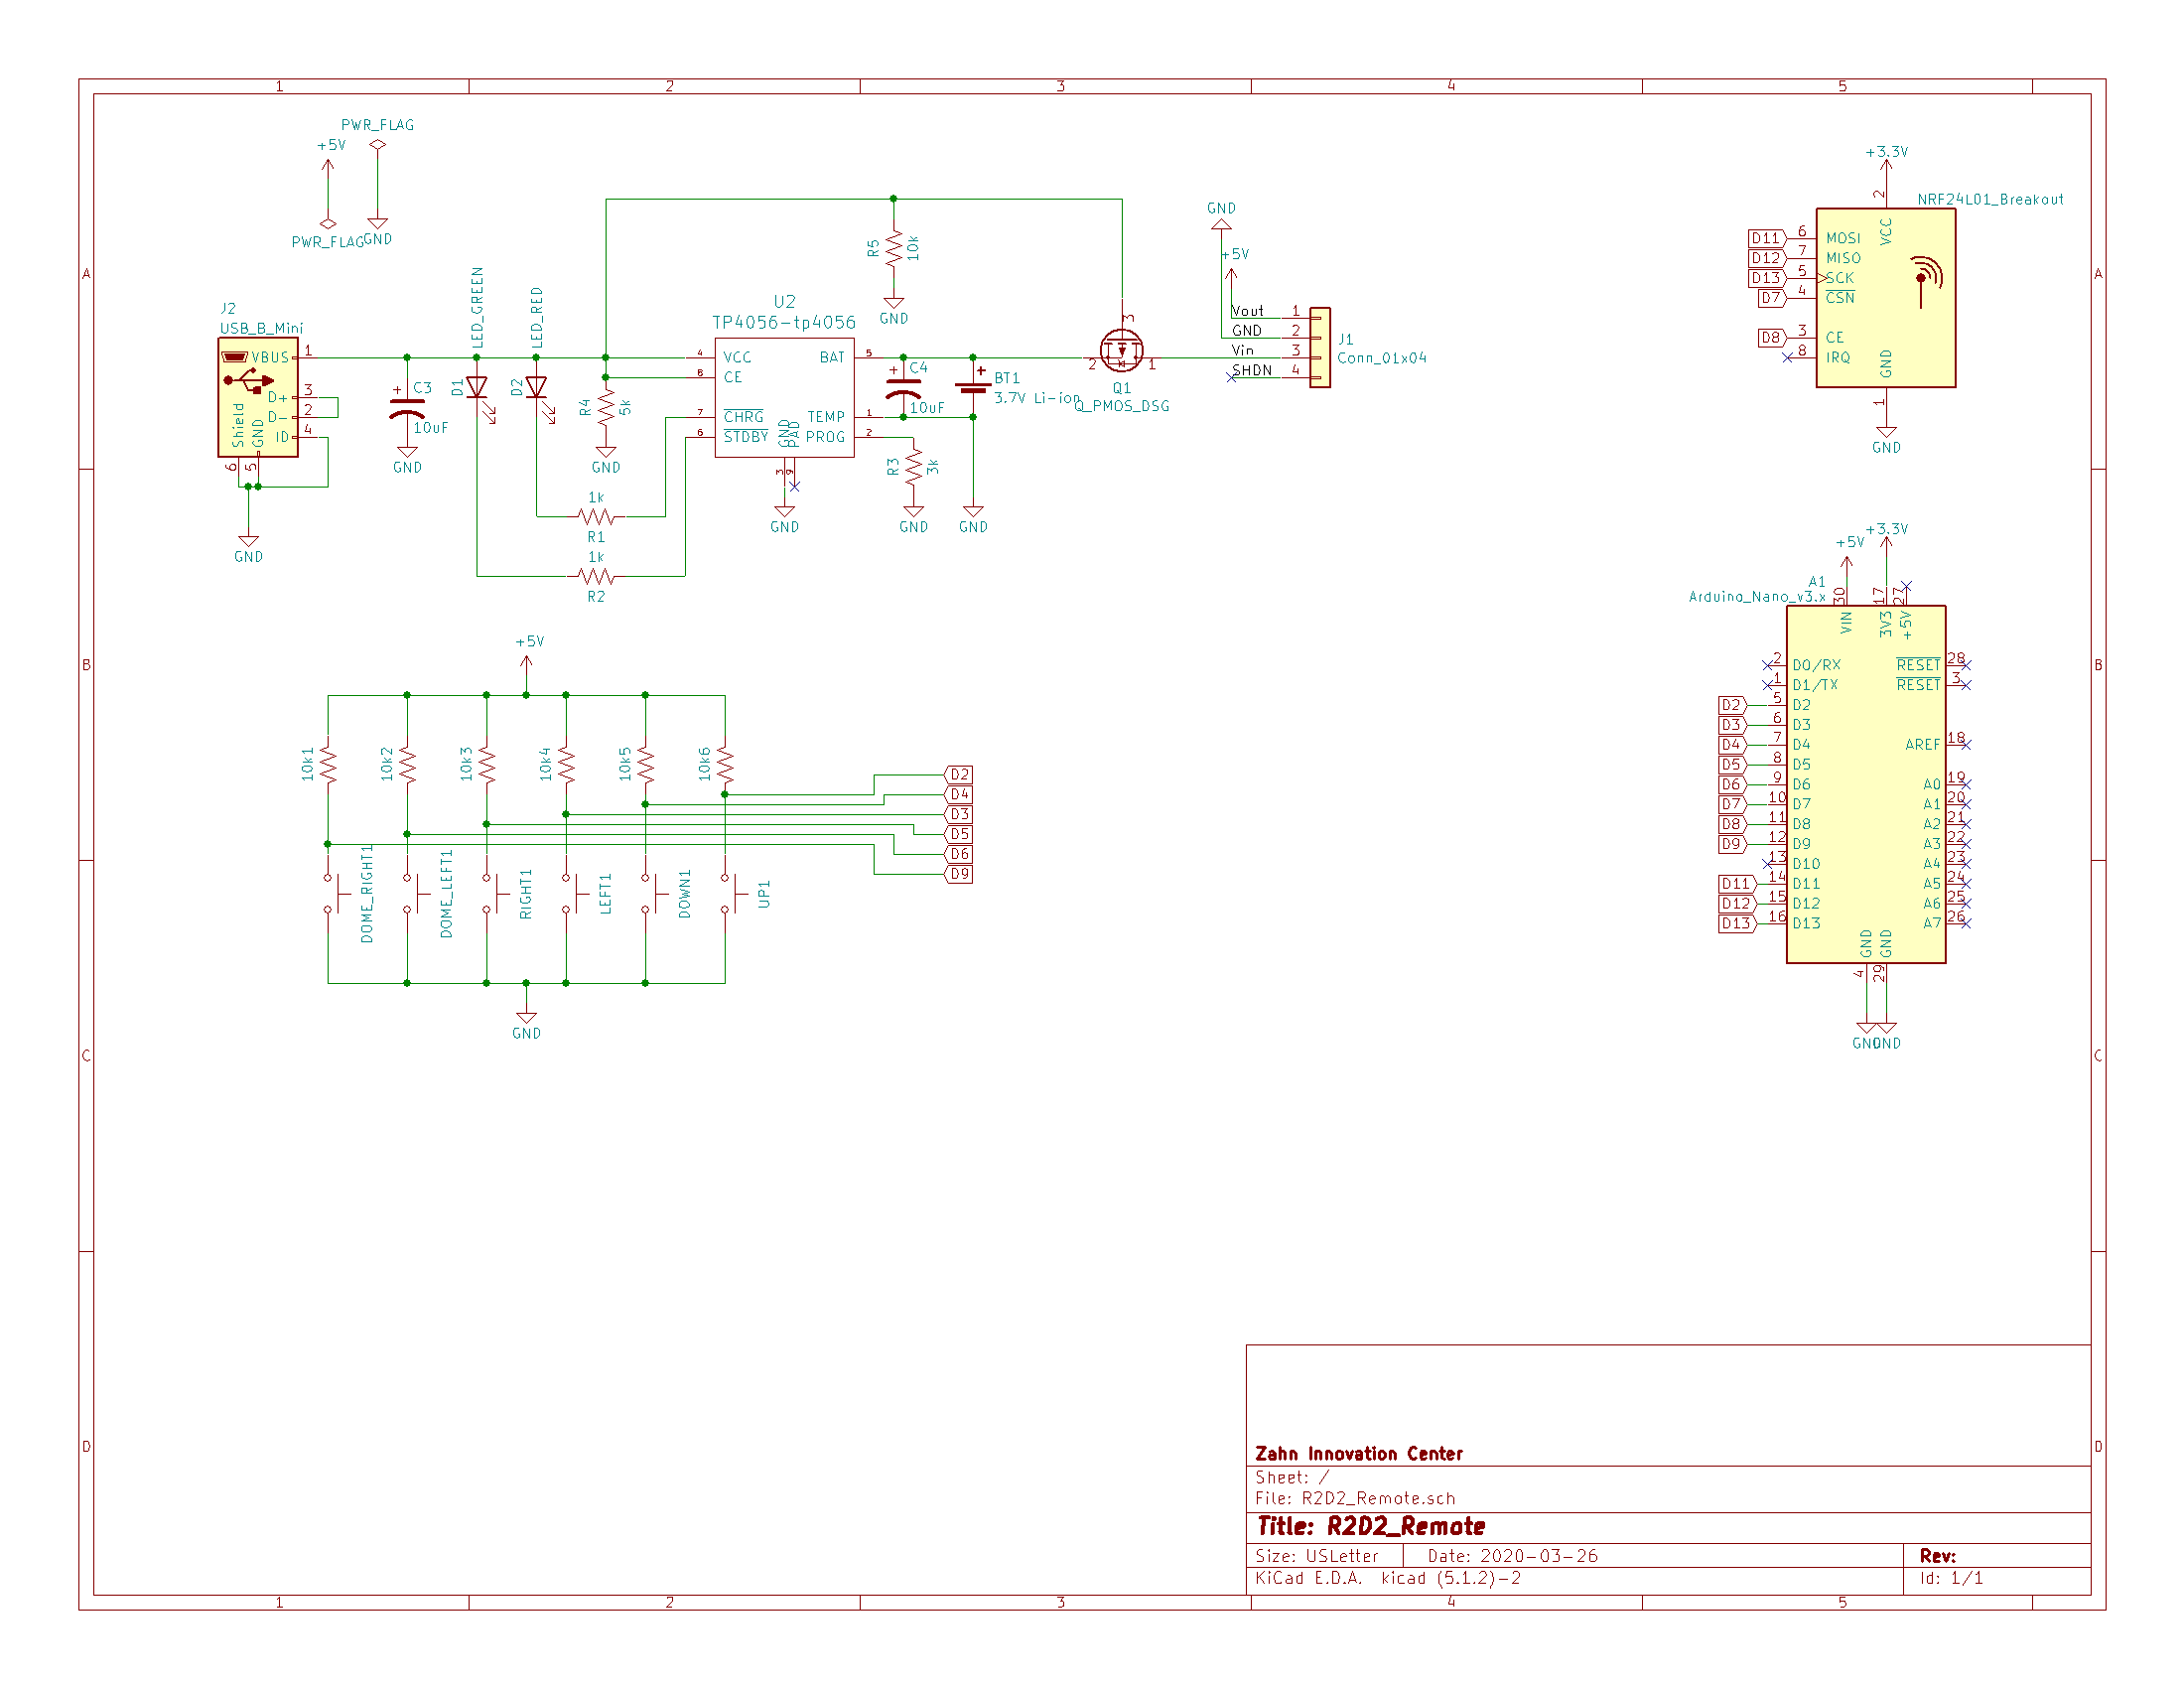 1 2 3 4 5
A A
B B
C C
D D
PWR_FLAG
+5V
PWR_FLAG
GND
J2
USB_B_Mini
VBUS 1
D+ 3
D- 2
ID 4
Shield
GND
6 5
GND
C3
10uF
GND
LED_GREEN
D1
LED_RED
D2
R4
5k
GND
1k
R1
1k
R2
U2
TP4056-tp4056
4 VCC
8 CE
7 CHRG
6 STDBY
BAT 5
TEMP 1
PROG 2
GND
PAD
3 9
GND
R5
10k
GND
C4
10uF
R3
3k
GND
BT1
3.7V Li-ion
GND
3
2 1
Q1
Q_PMOS_DSG
GND
+5V
Vout 1
GND 2
Vin 3
SHDN 4
J1
Conn_01x04
+3.3V
2
NRF24L01_Breakout
VCC
D11 6 MOSI
D12 7 MISO
D13 5 SCK
D7 4 CSN
D8 3 CE
8 IRQ
GND
1
GND
+5V
+3.3V
A1
Arduino_Nano_v3.x
30 17 27
VIN 3V3 +5V
2 D0/RX RESET 28
1 D1/TX RESET 3
D2 5 D2
D3 6 D3
D4 7 D4 AREF 18
D5 8 D5
D6 9 D6 A0 19
D7 10 D7 A1 20
D8 11 D8 A2 21
D9 12 D9 A3 22
13 D10 A4 23
D11 14 D11 A5 24
D12 15 D12 A6 25
D13 16 D13 A7 26
GND GND
4 29
GND GND
+5V
10k1 10k2 10k3 10k4 10k5 10k6
D2
D4
D3
D5
D6
D9
DOME_RIGHT1 DOME_LEFT1 RIGHT1 LEFT1 DOWN1 UP1
GND
Zahn Innovation Center
Sheet: /
File: R2D2_Remote.sch
Title: R2D2_Remote
Size: USLetter Date: 2020-03-26 Rev:
KiCad E.D.A. kicad (5.1.2)-2 Id: 1/1
1 2 3 4 5